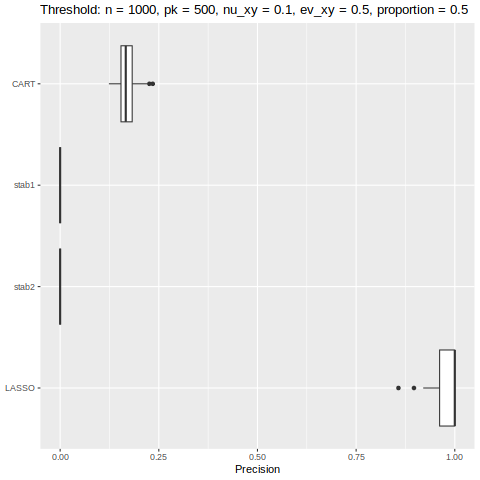 Threshold: n = 1000, pk = 500, nu_xy = 0.1, ev_xy = 0.5, proportion = 0.5
CART
stab1
stab2
LASSO
0.00 0.25 0.50 0.75 1.00
Precision